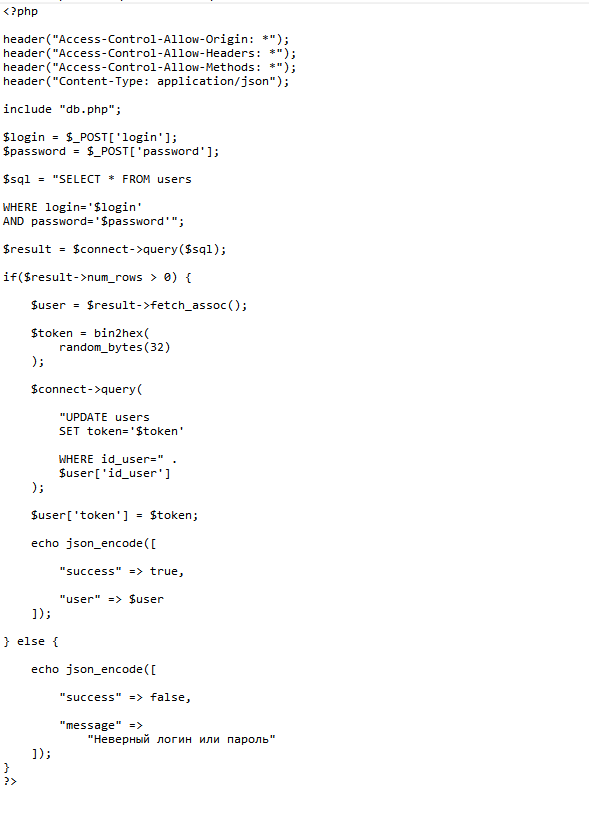 <?php
header("Access-Control-Allow-Origin: *");
header("Access-Control-Allow-Headers: *");
header("Access-Control-Allow-Methods: *");
header("Content-Type: application/json");
include "db.php";
$login = $_POST['login'];
$password = $_POST['password'];
$sql = "SELECT * FROM users
WHERE login='$login'
AND password='$password'";
$result = $connect->query($sql);
if($result->num_rows > 0) {
    $user = $result->fetch_assoc();
    $token = bin2hex(
        random_bytes(32)
    );
    $connect->query(
        "UPDATE users
        SET token='$token'
        WHERE id_user=" .
        $user['id_user']
    );
    $user['token'] = $token;
    echo json_encode([
        "success" => true,
        "user" => $user
    ]);
} else {
    echo json_encode([
        "success" => false,
        "message" =>
            "Неверный логин или пароль"
    ]);
}
?>